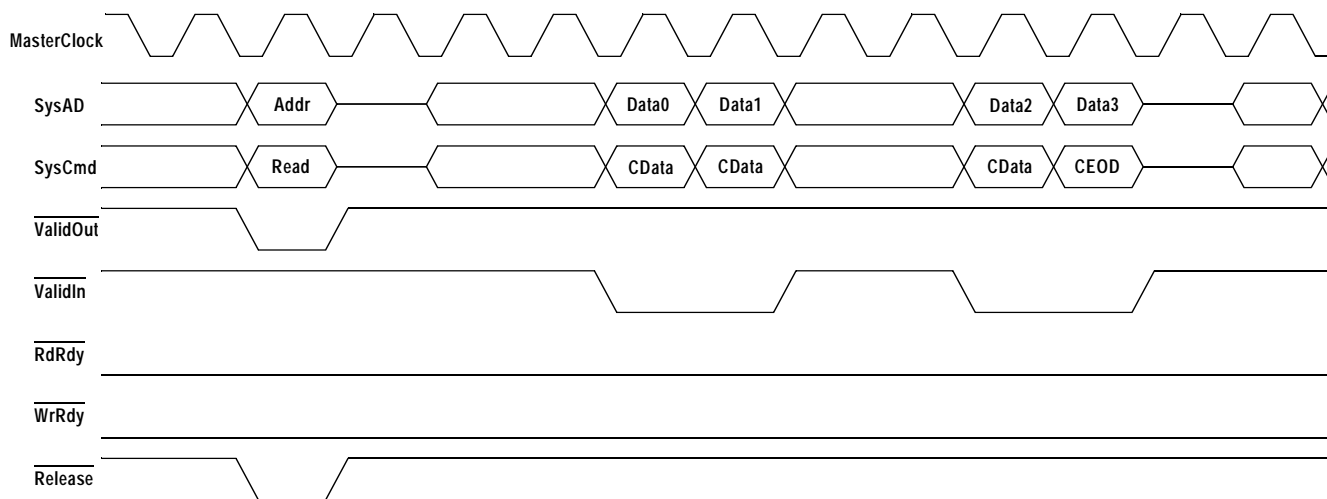 MasterClock
SysAD Addr Data0 Data1 Data2 Data3
SysCmd Read CData CData CData CEOD
ValidOut
ValidIn
RdRdy
WrRdy
Release